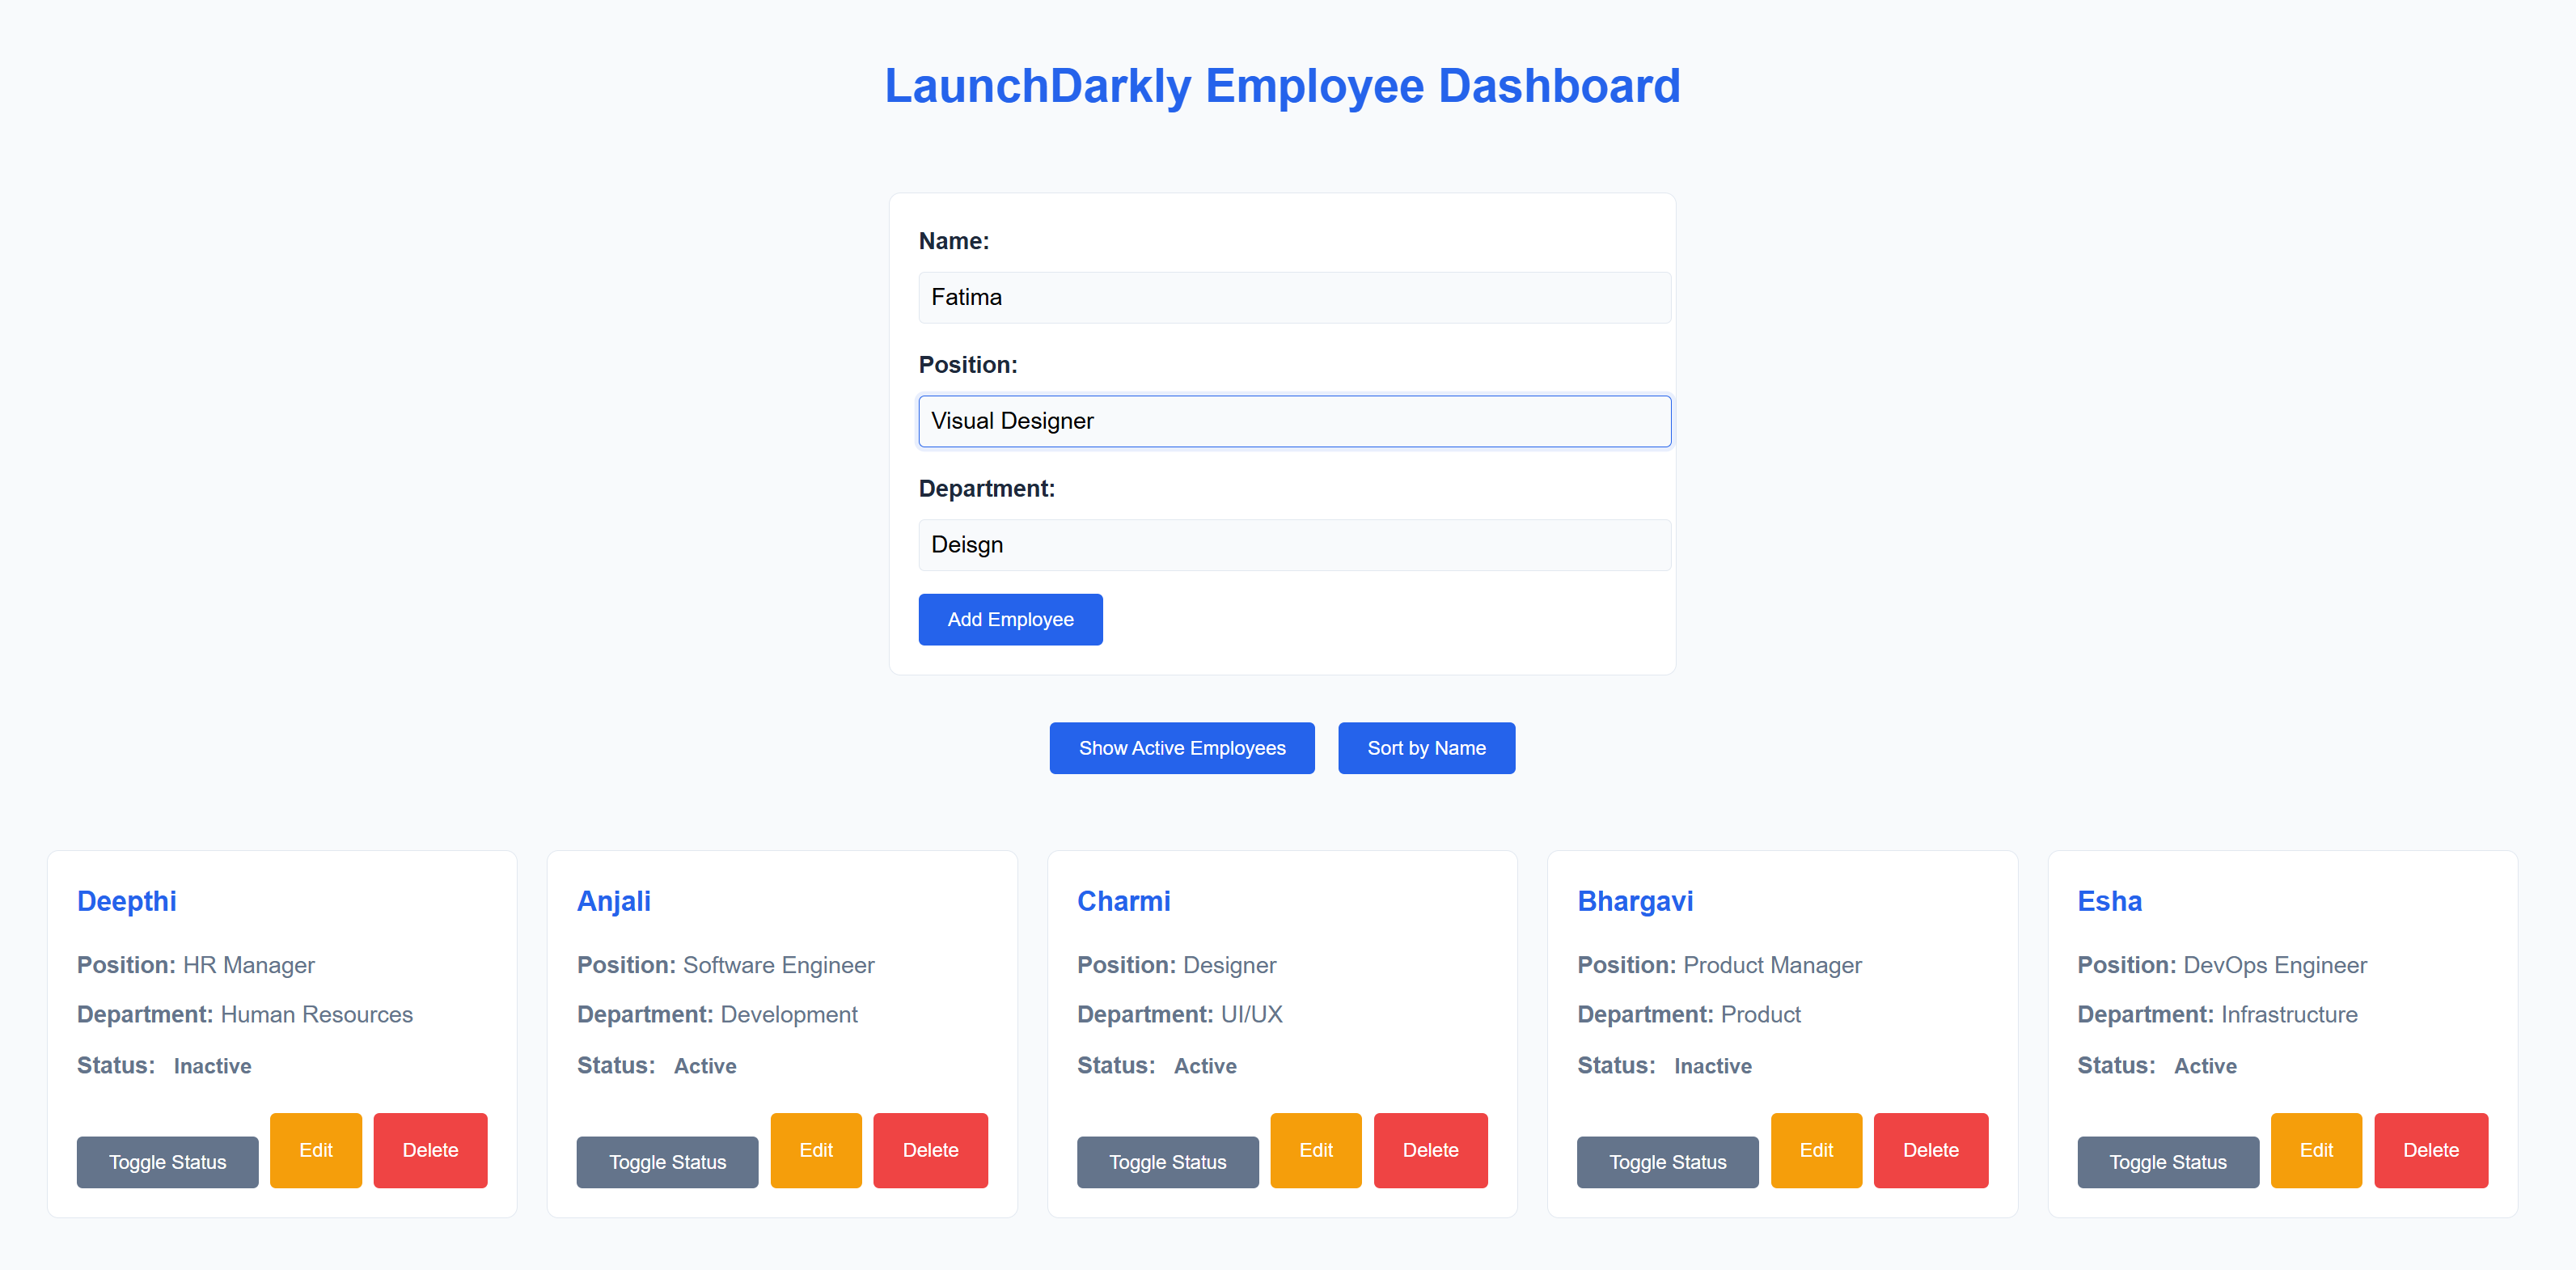 LaunchDarkly Employee Dashboard
Name:
Fatima
Position:
Visual Designer
Department:
Deisgn
Add Employee
Show Active Employees
Sort by Name
Deepthi
Position: HR Manager
Department: Human Resources
Status: Inactive
Toggle Status
Edit
Delete
Anjali
Position: Software Engineer
Department: Development
Status: Active
Toggle Status
Edit
Delete
Charmi
Position: Designer
Department: UI/UX
Status: Active
Toggle Status
Edit
Delete
Bhargavi
Position: Product Manager
Department: Product
Status: Inactive
Toggle Status
Edit
Delete
Esha
Position: DevOps Engineer
Department: Infrastructure
Status: Active
Toggle Status
Edit
Delete